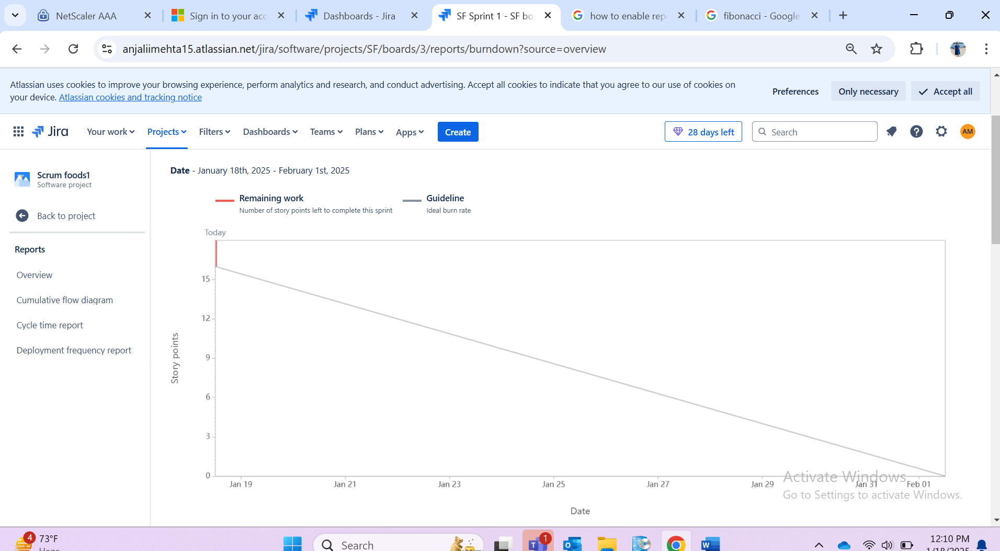 NetScaler AAA
Sign in to your acc
Dashboards - Jira
SF Sprint 1 - SF bo
how to enable rep
fibonacci - Google
anjaliimehta15.atlassian.net/jira/software/projects/SF/boards/3/reports/burndown?source=overview
Atlassian uses cookies to improve your browsing experience, perform analytics and research, and conduct advertising. Accept all cookies to indicate that you agree to our use of cookies on
your device. Atlassian cookies and tracking notice
Preferences
Only necessary
Accept all
Jira
Your work
Projects
Filters
Dashboards
Teams
Plans
Apps
Create
28 days left
Search
AM
Scrum foods1
Software project
Back to project
Reports
Overview
Cumulative flow diagram
Cycle time report
Deployment frequency report
Date - January 18th, 2025 - February 1st, 2025
Remaining work
Number of story points left to complete this sprint
Guideline
Ideal burn rate
Today
15
12
9
6
3
0
Story points
Jan 19
Jan 21
Jan 23
Jan 25
Jan 27
Jan 29
Jan 31
Feb 01
Date
Activate Windows
Go to Settings to activate Windows.
4
73°F
Haze
Search
1
12:10 PM
1/18/2025